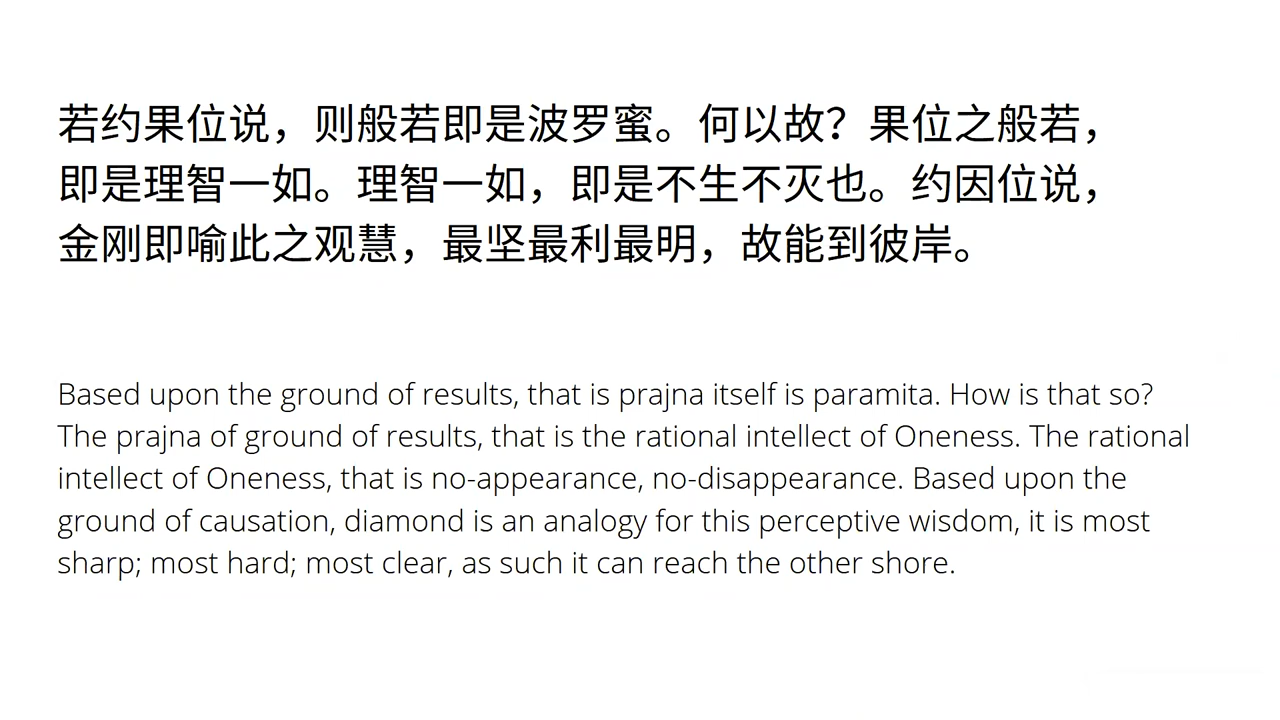 若约果位说，则般若即是波罗蜜。何以故？果位之般若，
即是理智一如。理智一如，即是不生不灭也。约因位说，
金刚即喻此之观慧，最坚最利最明，故能到彼岸。
Based upon the ground of results, that is prajna itself is paramita. How is that so?
The prajna of ground of results, that is the rational intellect of Oneness. The rational
intellect of Oneness, that is no-appearance, no-disappearance. Based upon the
ground of causation, diamond is an analogy for this perceptive wisdom, it is most
sharp; most hard; most clear, as such it can reach the other shore.